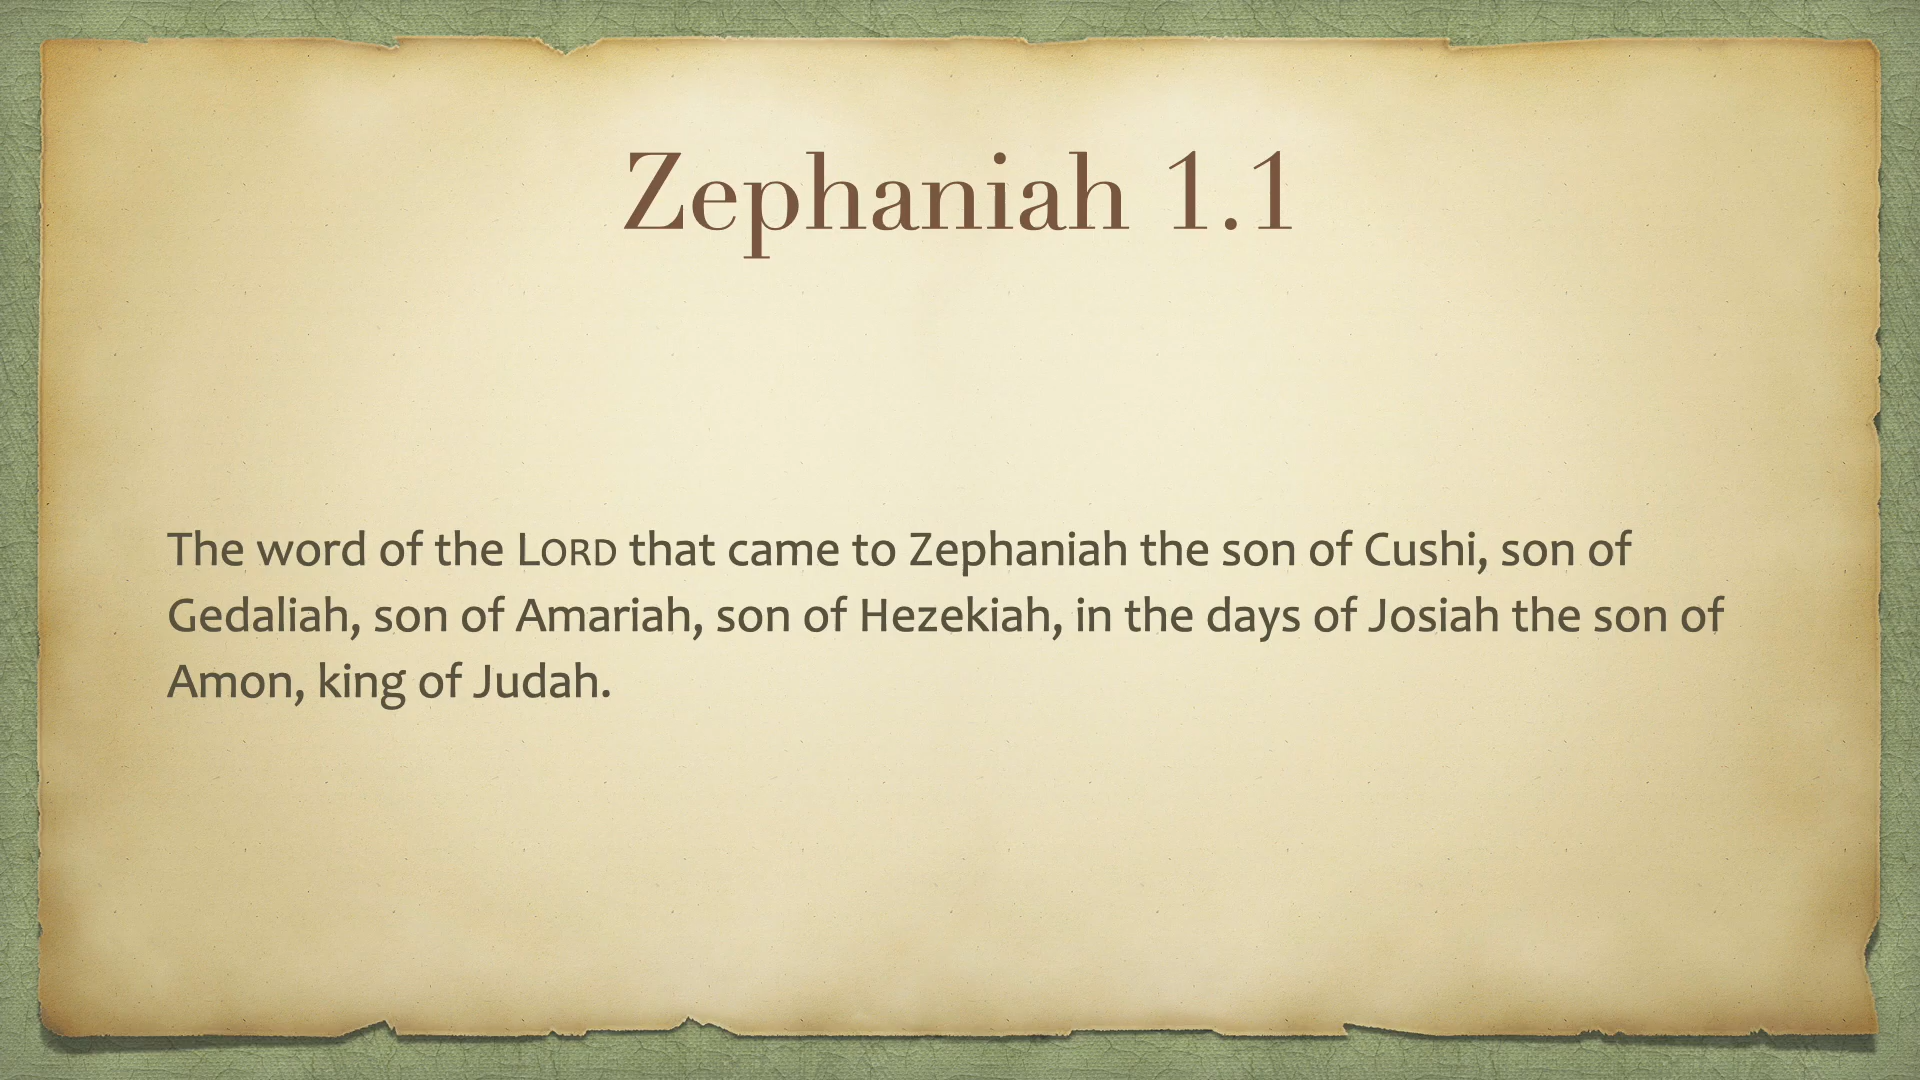 Zephaniah 1.1
The word of the LORD that came to Zephaniah the son of Cushi, son of
Gedaliah, son of Amariah, son of Hezekiah, in the days of Josiah the son of
Amon, king of Judah.